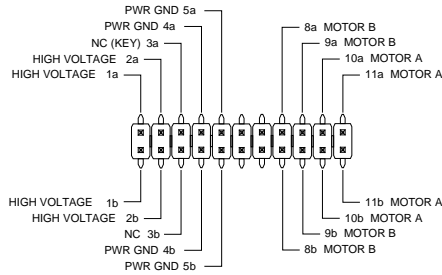 PWR GND 5a
PWR GND 4a
8a MOTOR B
NC (KEY) 3a
9a MOTOR B
HIGH VOLTAGE 2a
10a MOTOR A
HIGH VOLTAGE 1a
11a MOTOR A
HIGH VOLTAGE 1b
11b MOTOR A
HIGH VOLTAGE 2b
10b MOTOR A
NC 3b
9b MOTOR B
PWR GND 4b
8b MOTOR B
PWR GND 5b